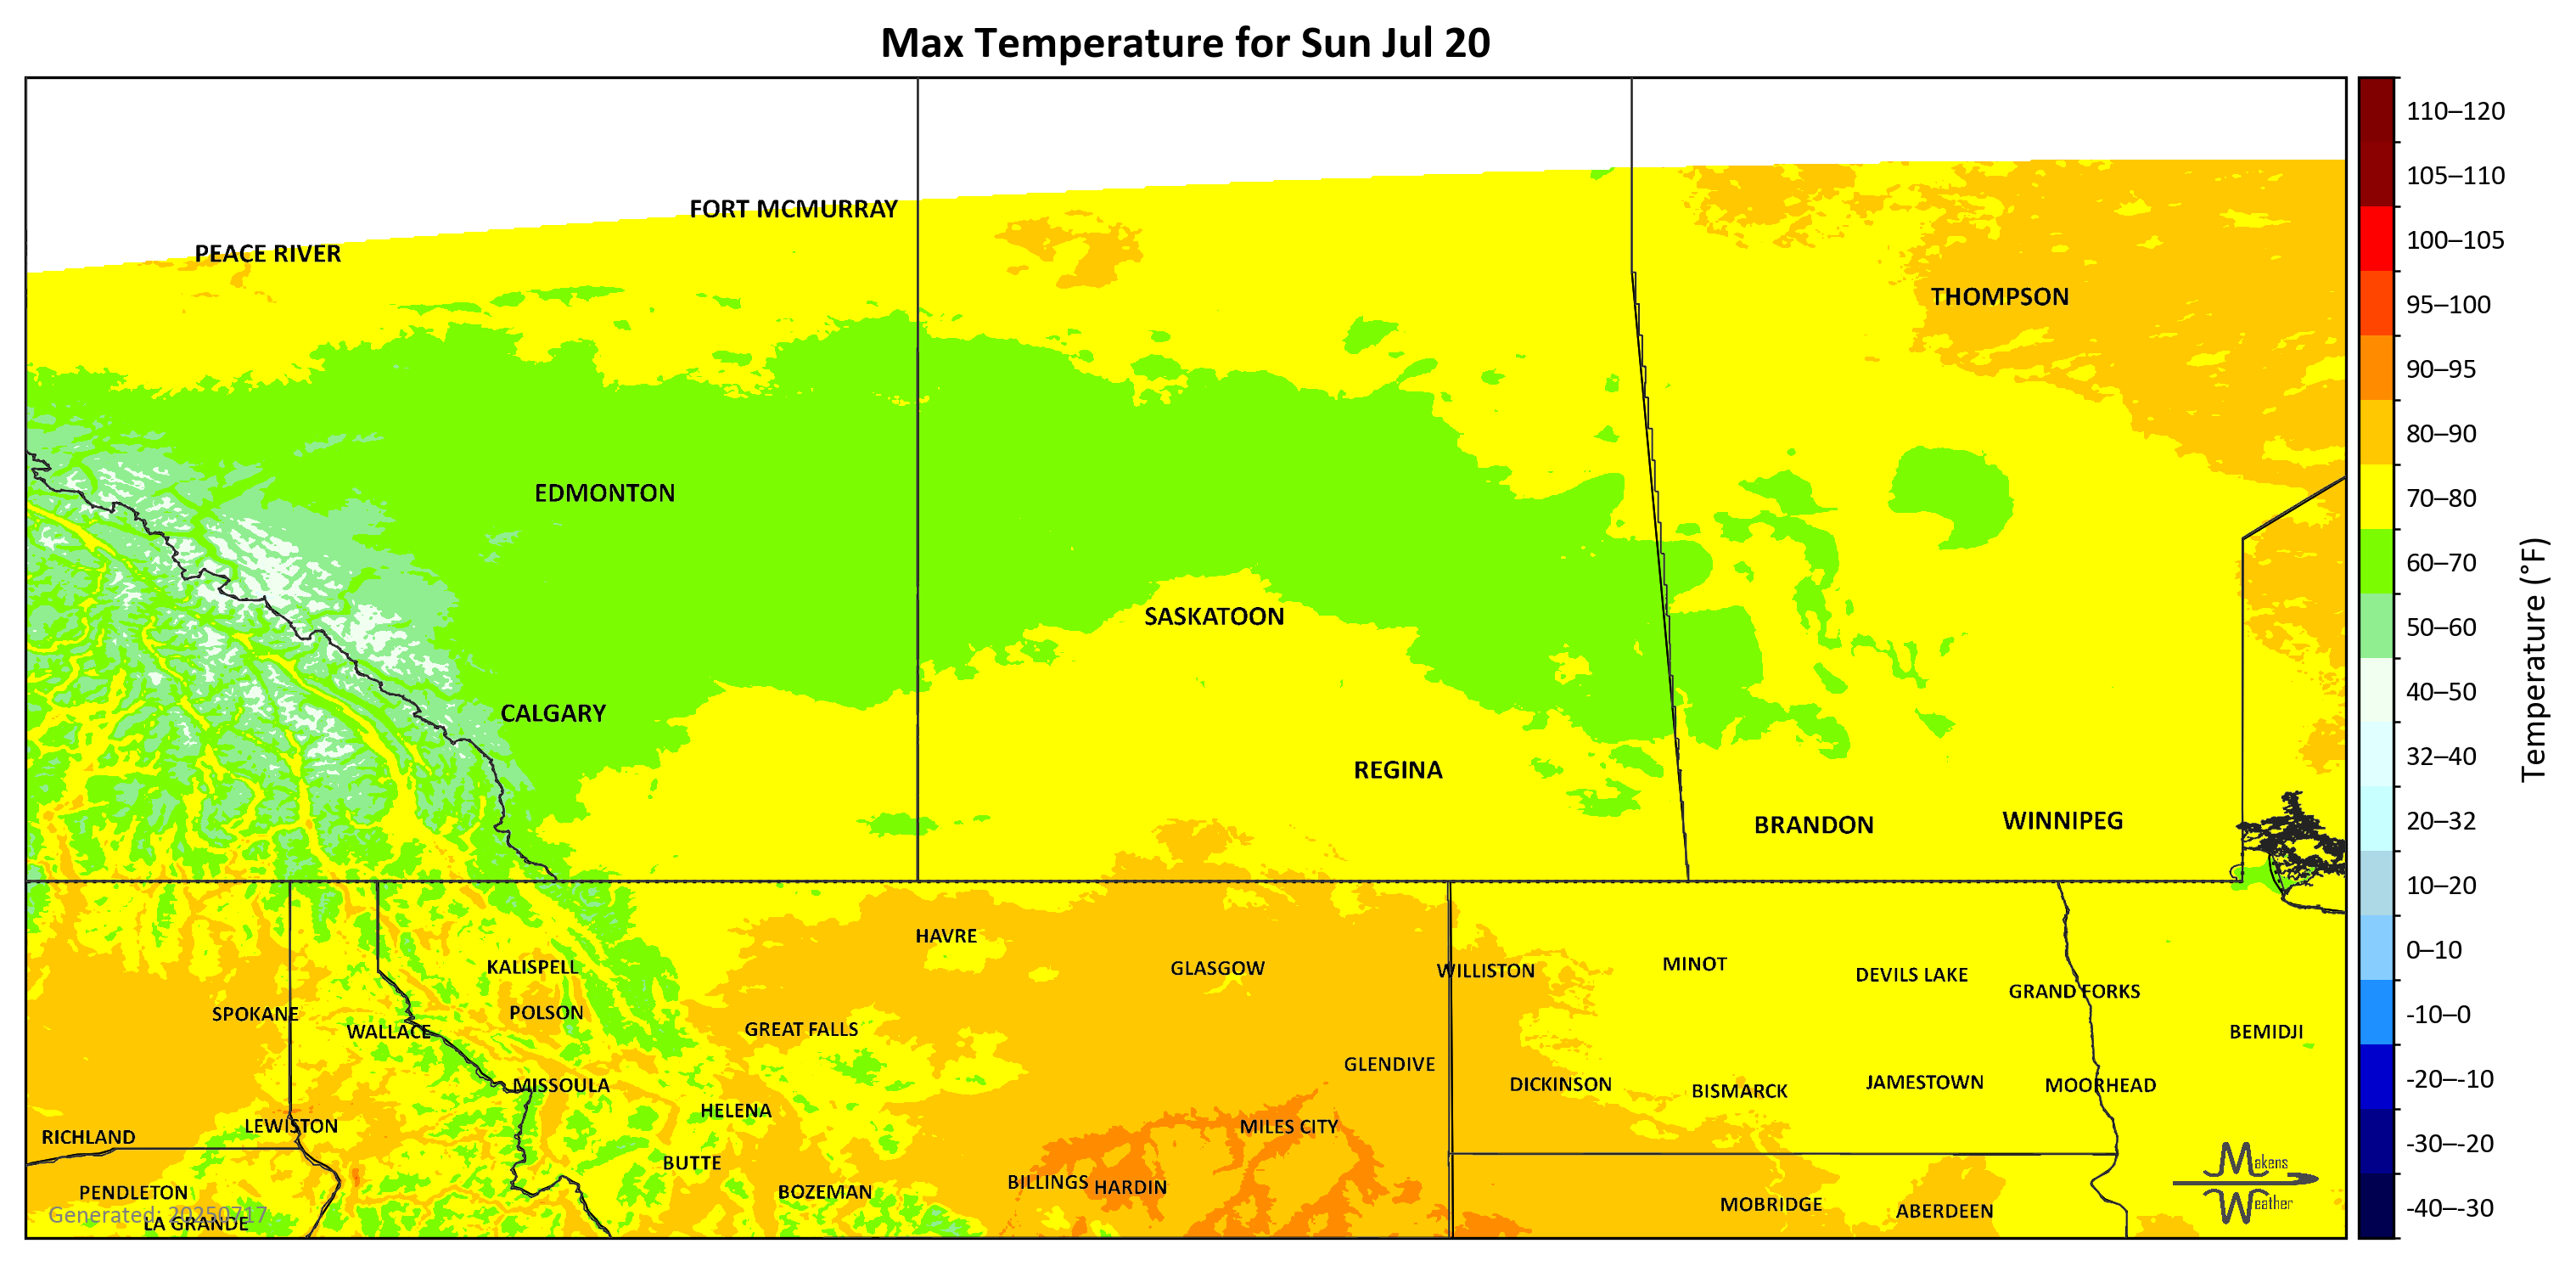 Max Temperature for Sun Jul 20
FORT MCMURRAY
PEACE RIVER
THOMPSON
EDMONTON
SASKATOON
CALGARY
REGINA
BRANDON
WINNIPEG
HAVRE
KALISPELL
GLASGOW
WILLISTON
MINOT
DEVILS LAKE
GRAND FORKS
SPOKANE
POLSON
WALLACE
GREAT FALLS
BEMIDJI
GLENDIVE
MISSOULA
DICKINSON
BISMARCK
JAMESTOWN
MOORHEAD
HELENA
LEWISTON
MILES CITY
RICHLAND
BUTTE
BILLINGS
HARDIN
PENDLETON
BOZEMAN
MOBRIDGE
ABERDEEN
Generated: 20250717
LA GRANDE
Makens
Weather
110–120
105–110
100–105
95–100
90–95
80–90
70–80
60–70
50–60
40–50
32–40
20–32
10–20
0–10
-10–0
-20–-10
-30–-20
-40–-30
Temperature (°F)